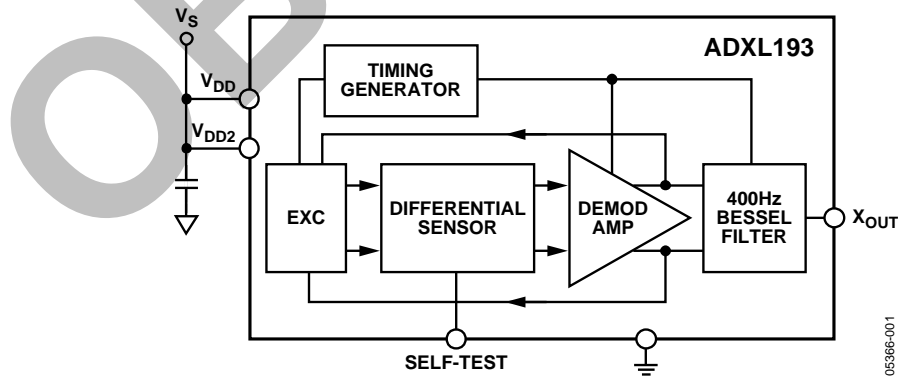 V_S
ADXL193
V_DD
TIMING
GENERATOR
V_DD2
EXC
DIFFERENTIAL
SENSOR
DEMOD
AMP
400Hz
BESSEL
FILTER
X_OUT
SELF-TEST
05366-001